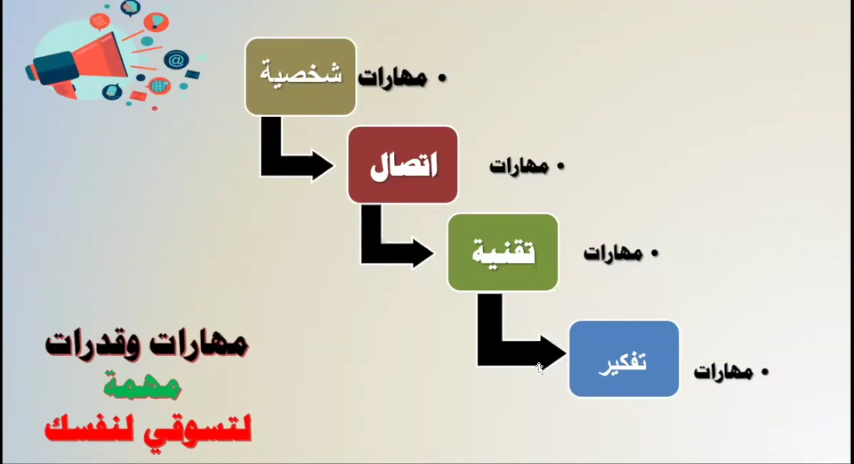 • مهارات شخصية
• مهارات اتصال
• مهارات تقنية
• مهارات تفكير
مهارات وقدرات
مهمة
لتسوقي لنفسك